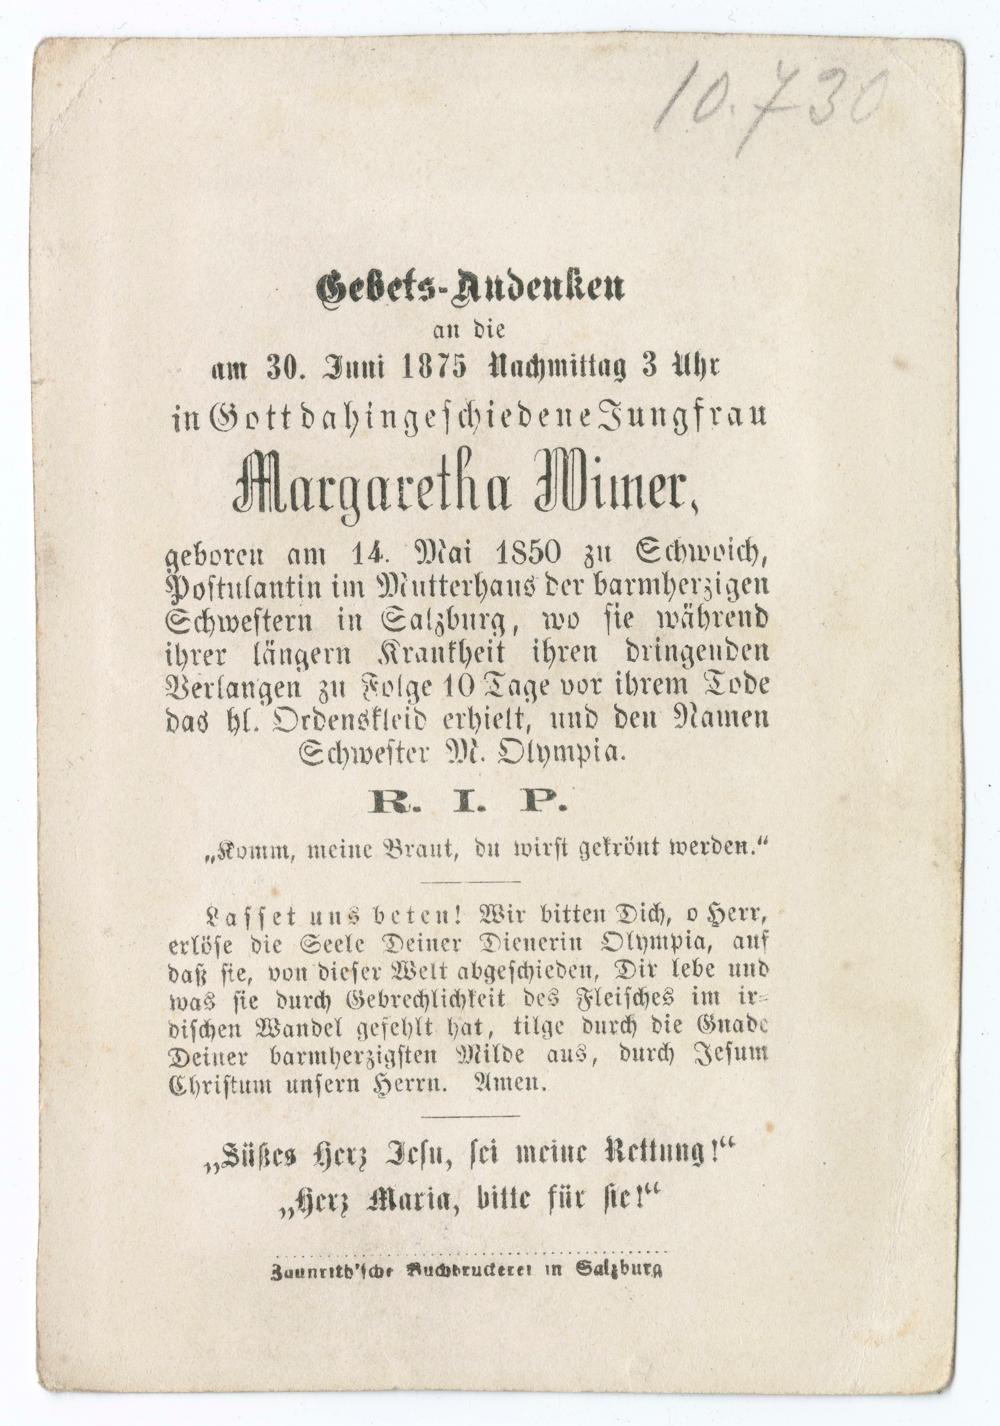 10.730
Gebets-Andenken
an die
am 30. Juni 1875 Nachmittag 3 Uhr
in Gott dahingeschiedene Jungfrau
Margaretha Wimer,
geboren am 14. Mai 1850 zu Schwoich,
Postulantin im Mutterhaus der barmherzigen
Schwestern in Salzburg, wo sie während
ihrer längern Krankheit ihren dringenden
Verlangen zu Folge 10 Tage vor ihrem Tode
das hl. Ordenskleid erhielt, und den Namen
Schwester M. Olympia.
R. I. P.
„Komm, meine Braut, du wirst gekrönt werden.“
Lasset uns beten! Wir bitten Dich, o Herr,
erlöse die Seele Deiner Dienerin Olympia, auf
daß sie, von dieser Welt abgeschieden, Dir lebe und
was sie durch Gebrechlichkeit des Fleisches im ir-
dischen Wandel gefehlt hat, tilge durch die Gnade
Deiner barmherzigsten Milde aus, durch Jesum
Christum unsern Herrn. Amen.
„Süßes Herz Jesu, sei meine Rettung!“
„Herz Maria, bitte für sie!“
Zaunrith'sche Buchdruckerei in Salzburg